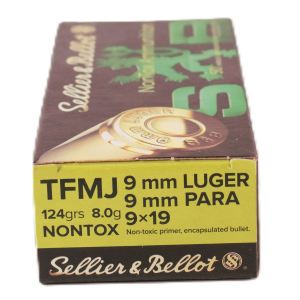 Sellier & Bellot
Nontox
S B
TFMJ
124grs 8.0g
NONTOX
9 mm LUGER
9 mm PARA
9×19
Non-toxic primer, encapsulated bullet.
Sellier & Bellot